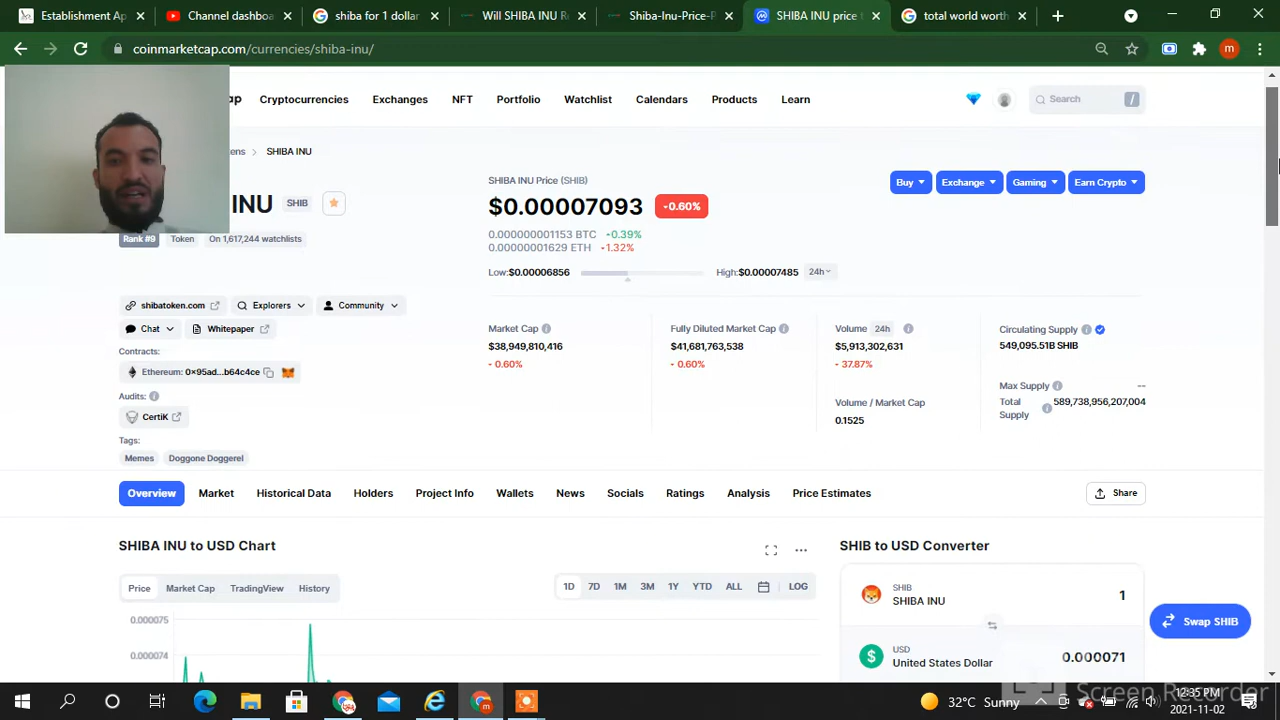 Establishment Ap
Channel dashboa
shiba for 1 dollar
Will SHIBA INU R
Shiba-Inu-Price-P
SHIBA INU price t
total world worth
coinmarketcap.com/currencies/shiba-inu/
m
ap
Cryptocurrencies
Exchanges
NFT
Portfolio
Watchlist
Calendars
Products
Learn
Search
/
ens > SHIBA INU
INU SHIB
Rank #9
Token
On 1,617,244 watchlists
shibatoken.com
Explorers
Community
Chat
Whitepaper
Contracts:
Ethereum: 0×95ad...b64c4ce
Audits:
CertiK
Tags:
Memes
Doggone Doggerel
SHIBA INU Price (SHIB)
$0.00007093
-0.60%
0.000000001153 BTC
0.39%
0.00000001629 ETH
1.32%
Low:$0.00006856
High:$0.00007485
24h
Buy
Exchange
Gaming
Earn Crypto
Market Cap
$38,949,810,416
0.60%
Fully Diluted Market Cap
$41,681,763,538
0.60%
Volume 24h
$5,913,302,631
37.87%
Volume / Market Cap
0.1525
Circulating Supply
549,095.51B SHIB
Max Supply
--
Total Supply
589,738,956,207,004
Overview
Market
Historical Data
Holders
Project Info
Wallets
News
Socials
Ratings
Analysis
Price Estimates
Share
SHIBA INU to USD Chart
Price
Market Cap
TradingView
History
1D
7D
1M
3M
1Y
YTD
ALL
LOG
0.000075
0.000074
SHIB to USD Converter
SHIB
SHIBA INU
1
USD
United States Dollar
0.000071
Swap SHIB
32°C Sunny
12:35 PM
2021-11-02
Screen Recorder